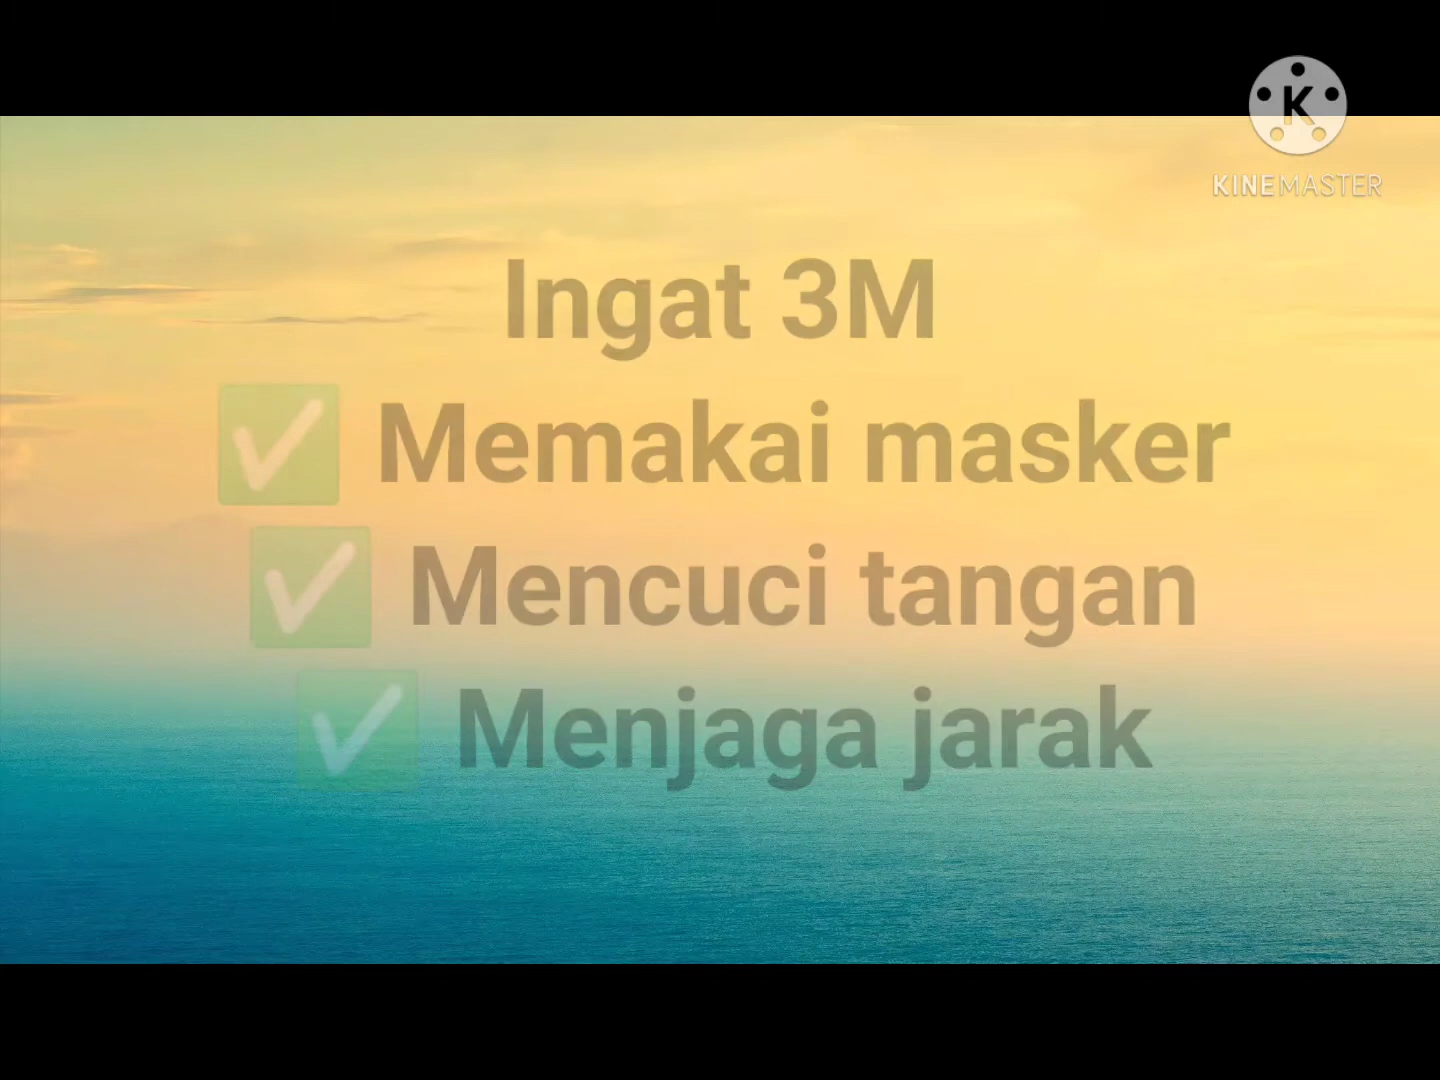 K
KINEMASTER
Ingat 3M
✅ Memakai masker
✅ Mencuci tangan
✅ Menjaga jarak